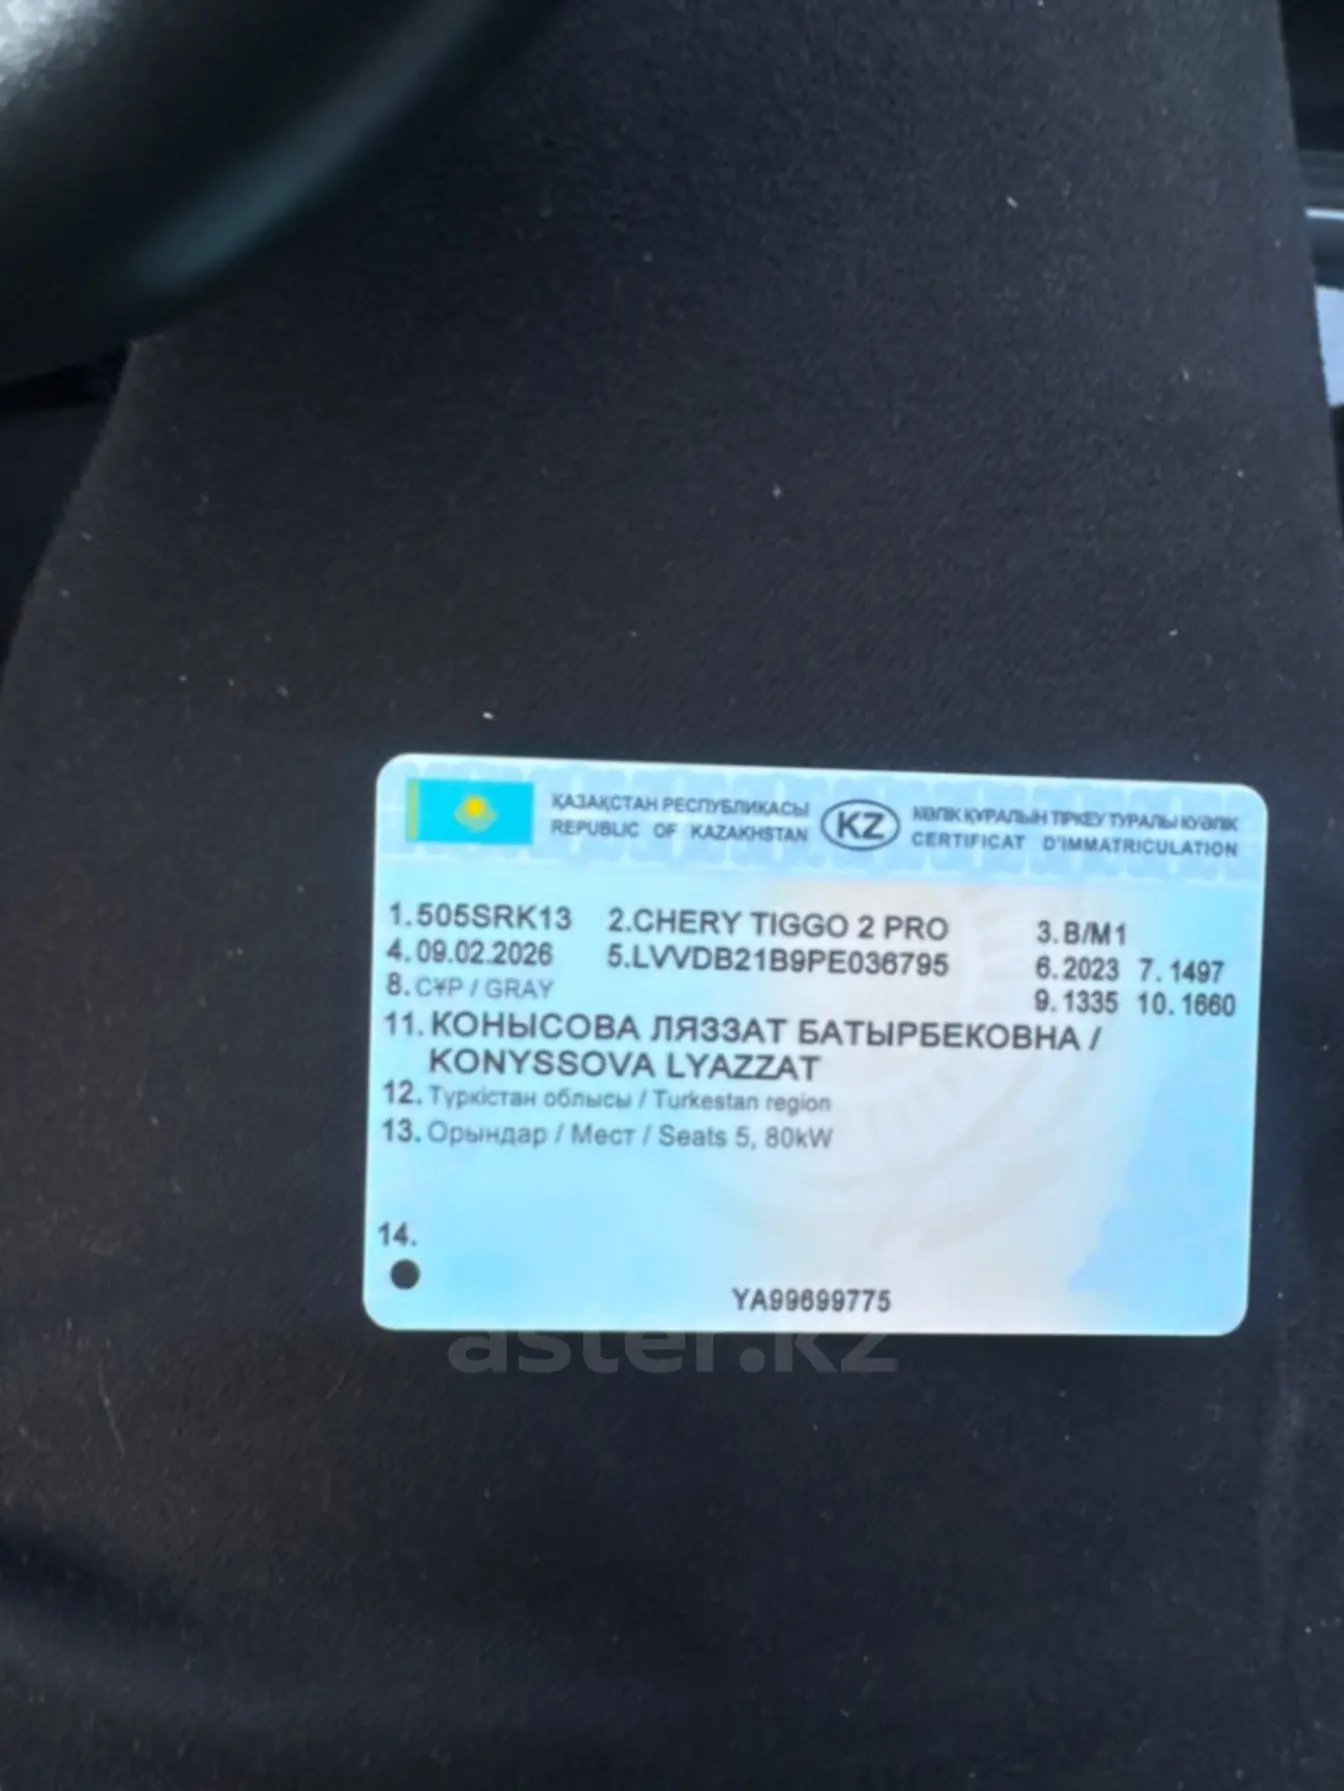 ҚАЗАҚСТАН РЕСПУБЛИКАСЫ
REPUBLIC OF KAZAKHSTAN
KZ
КӨЛІК ҚҰРАЛЫН ТІРКЕУ ТУРАЛЫ КУӘЛІК
CERTIFICAT D'IMMATRICULATION
1.505SRK13 2.CHERY TIGGO 2 PRO 3.B/M1
4.09.02.2026 5.LVVDB21B9PE036795 6.2023 7.1497
8.СҰР / GRAY 9.1335 10.1660
11.КОНЫСОВА ЛЯЗЗАТ БАТЫРБЕКОВНА /
KONYSSOVA LYAZZAT
12.Түркістан облысы / Turkestan region
13.Орындар / Мест / Seats 5, 80kW
14.
YA99699775
aster.kz